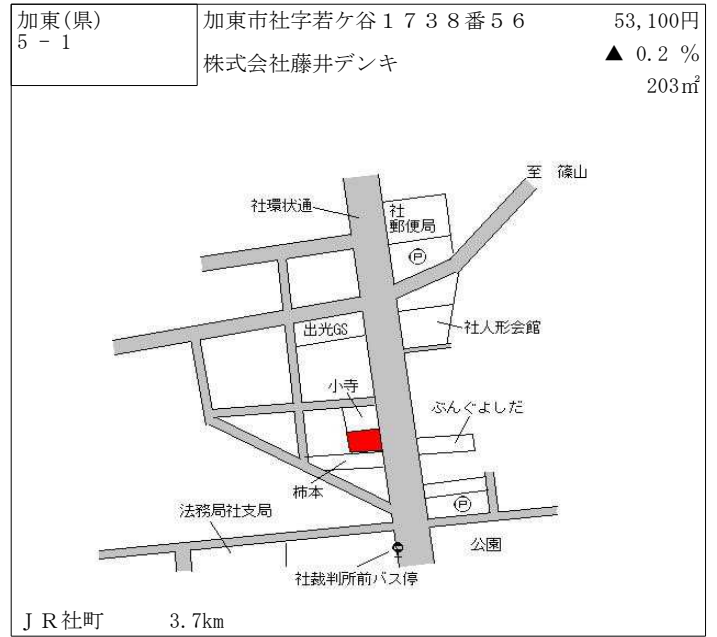 加東(県)
5 - 1
加東市社字若ケ谷１７３８番５６
株式会社藤井デンキ
53,100円
▲ 0.2 %
203㎡
至 篠山
社環状通
社
郵便局
P
出光GS
社人形会館
小寺
ぶんぐよしだ
柿本
法務局社支局
P
公園
社裁判所前バス停
ＪＲ社町 3.7km